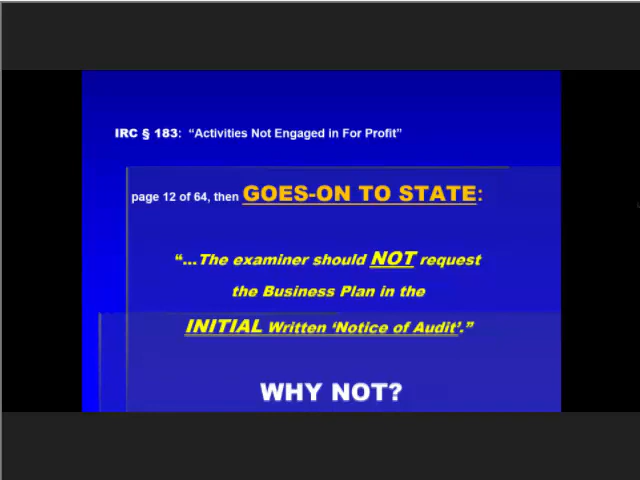 IRC § 183: “Activities Not Engaged in For Profit”
page 12 of 64, then GOES-ON TO STATE:
“…The examiner should NOT request
the Business Plan in the
INITIAL Written ‘Notice of Audit’.”
WHY NOT?